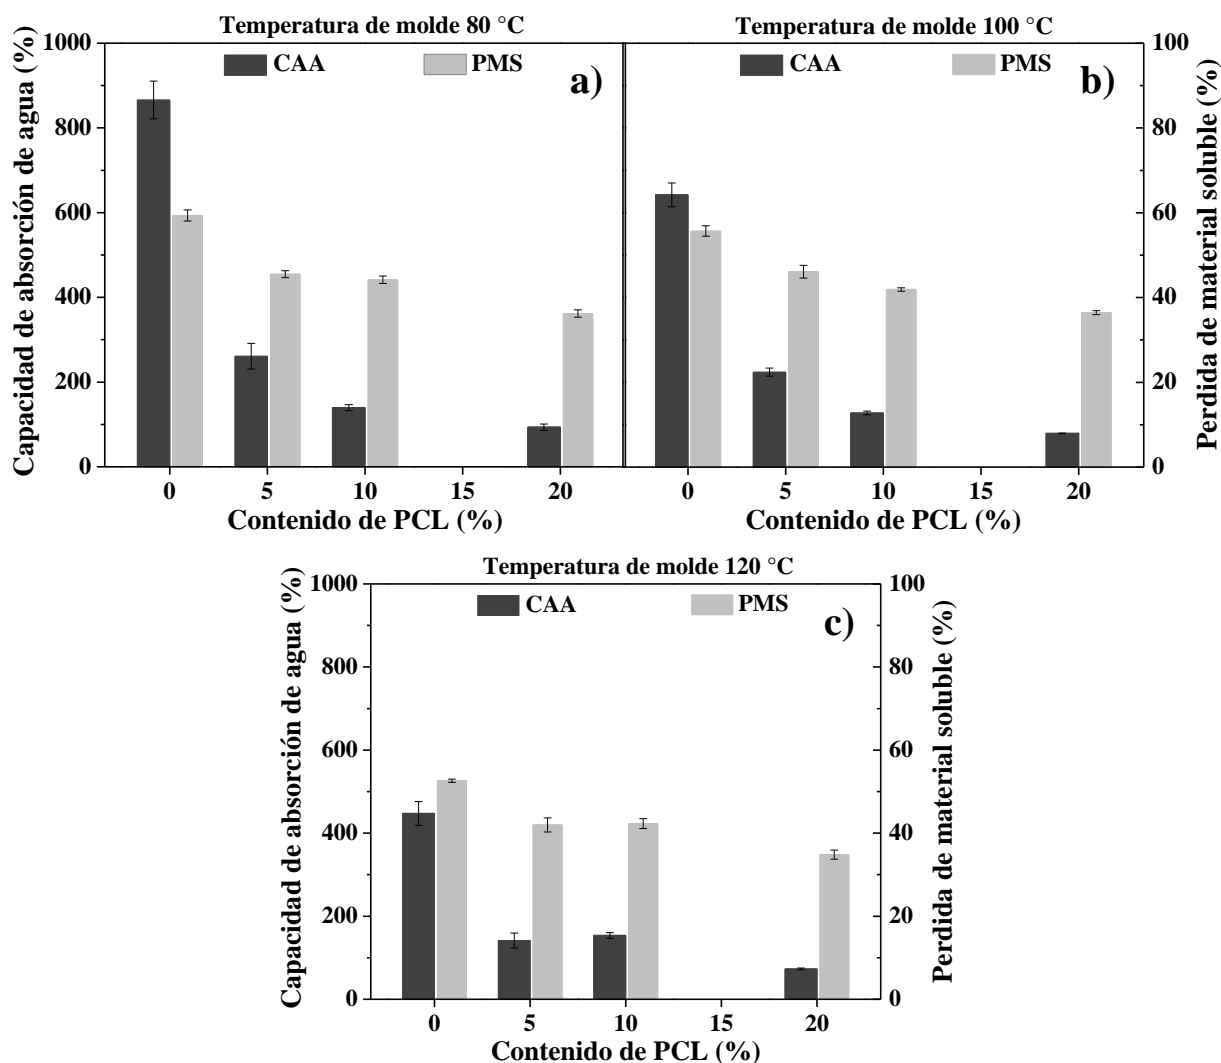 Temperatura de molde 80 °C
Capacidad de absorción de agua (%)
1000
800
600
400
200
0
CAA PMS
a)
0 5 10 15 20
Contenido de PCL (%)
Temperatura de molde 100 °C
CAA PMS
b)
100
80
60
40
20
0
Perdida de material soluble (%)
0 5 10 15 20
Contenido de PCL (%)
Temperatura de molde 120 °C
Capacidad de absorción de agua (%)
1000
800
600
400
200
0
CAA PMS
c)
100
80
60
40
20
0
Perdida de material soluble (%)
0 5 10 15 20
Contenido de PCL (%)